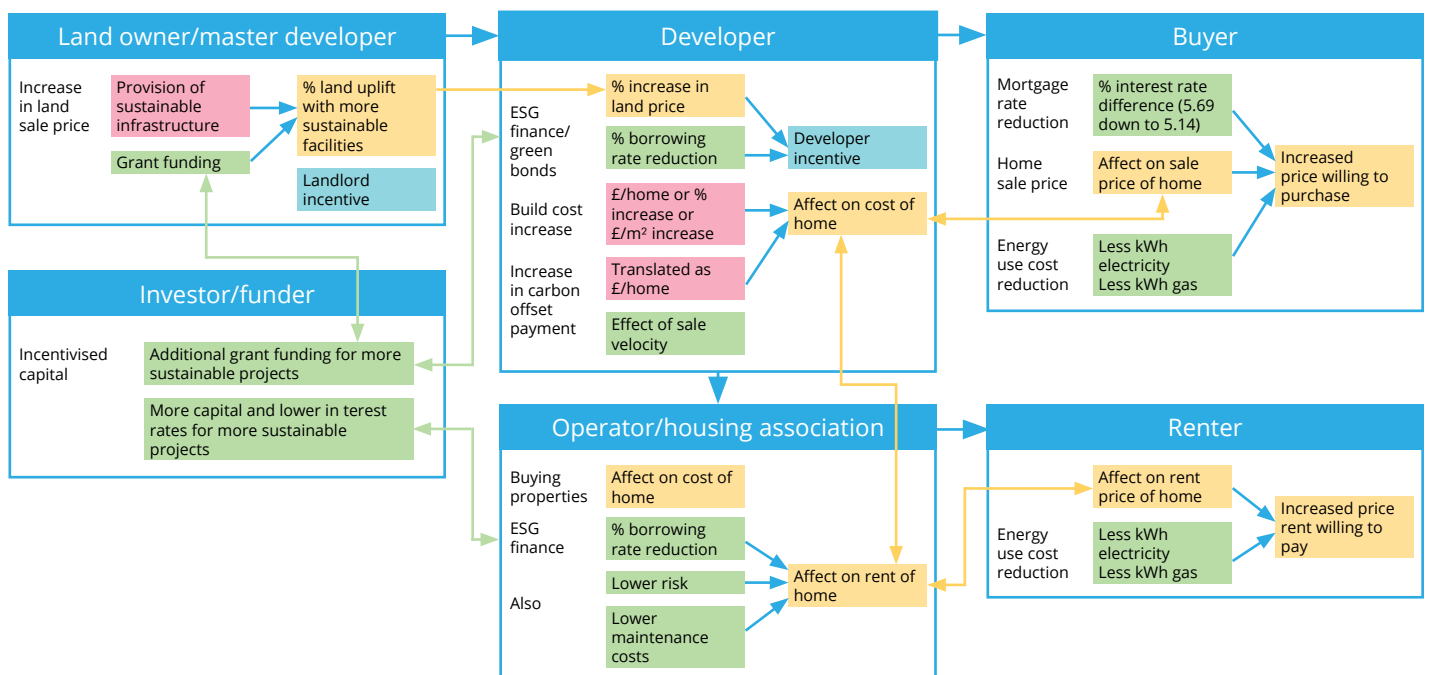 Land owner/master developer
Increase
in land
sale price
Provision of
sustainable
infrastructure
Grant funding
% land uplift
with more
sustainable
facilities
Landlord
incentive
Developer
ESG
finance/
green
bonds
Build cost
increase
Increase
in carbon
offset
payment
% increase in
land price
% borrowing
rate reduction
£/home or %
increase or
£/m² increase
Translated as
£/home
Effect of sale
velocity
Developer
incentive
Affect on cost of
home
Buyer
Mortgage
rate
reduction
Home
sale price
Energy
use cost
reduction
% interest rate
difference (5.69
down to 5.14)
Affect on sale
price of home
Less kWh
electricity
Less kWh gas
Increased
price willing to
purchase
Investor/funder
Incentivised
capital
Additional grant funding for more
sustainable projects
More capital and lower in terest
rates for more sustainable
projects
Operator/housing association
Buying
properties
ESG
finance
Also
Affect on cost of
home
% borrowing
rate reduction
Lower risk
Lower
maintenance
costs
Affect on rent of
home
Renter
Energy
use cost
reduction
Affect on rent
price of home
Less kWh
electricity
Less kWh gas
Increased price
rent willing to
pay